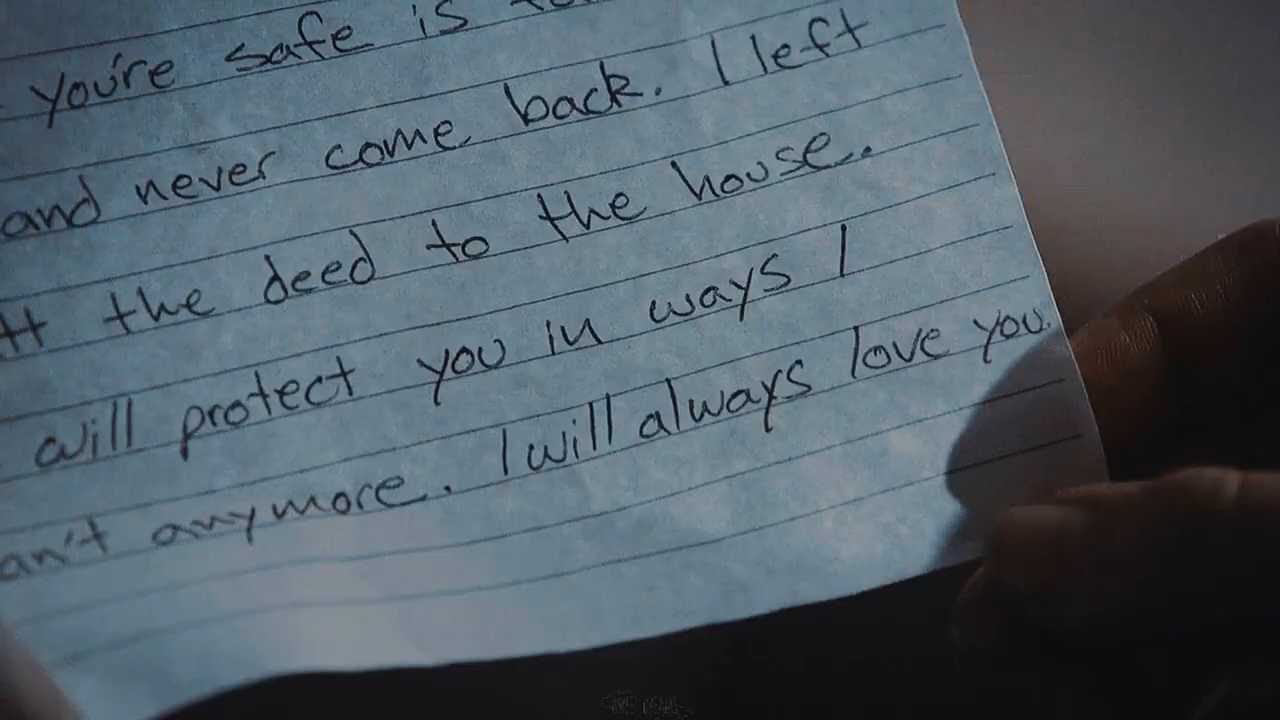 you're safe is
and never come back. I left
the deed to the house.
will protect you in ways I
an't anymore. I will always love you.